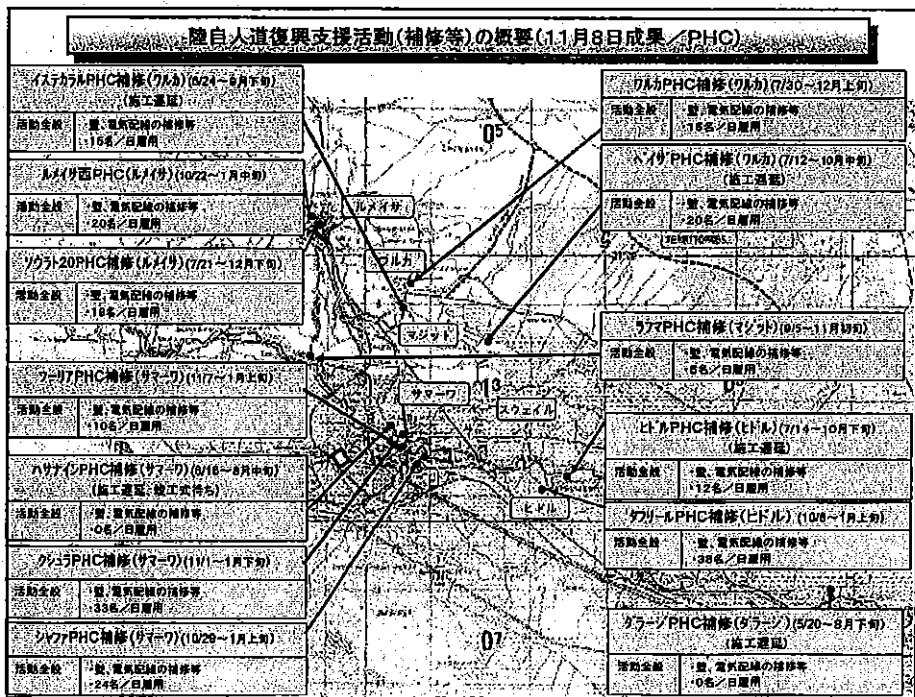 陸自人道復興支援活動(補修等)の概要(11月8日成果/PHC)
イステカラルPHC補修(ワルカ)(6/24~9月下旬)
(施工遅延)
活動全般
・壁、電気配線の補修等
・15名/日雇用
ルメイサ西PHC(ルメイサ)(10/22~1月中旬)
活動全般
・壁、電気配線の補修等
・20名/日雇用
ソウラト20PHC補修(ルメイサ)(7/21~12月下旬)
活動全般
・壁、電気配線の補修等
・18名/日雇用
ワーリアPHC補修(サマーワ)(11/7~1月上旬)
活動全般
・壁、電気配線の補修等
・10名/日雇用
ハサナインPHC補修(サマーワ)(6/16~8月中旬)
(施工遅延:竣工式待ち)
活動全般
・壁、電気配線の補修等
・0名/日雇用
クシュラPHC補修(サマーワ)(11/1~1月下旬)
活動全般
・壁、電気配線の補修等
・33名/日雇用
シャファPHC補修(サマーワ)(10/29~1月上旬)
活動全般
・壁、電気配線の補修等
・24名/日雇用
ルメイサ
ワルカ
マジット
サマーワ
スウェイル
ヒドル
05
13
07
ワルカPHC補修(ワルカ)(7/30~12月上旬)
活動全般
・壁、電気配線の補修等
・15名/日雇用
ベイザPHC補修(ワルカ)(7/12~10月中旬)
(施工遅延)
活動全般
・壁、電気配線の補修等
・20名/日雇用
ラフマPHC補修(マジット)(9/5~11月初旬)
活動全般
・壁、電気配線の補修等
・6名/日雇用
ヒドルPHC補修(ヒドル)(7/14~10月下旬)
(施工遅延)
活動全般
・壁、電気配線の補修等
・12名/日雇用
タフリールPHC補修(ヒドル)(10/6~1月上旬)
活動全般
・壁、電気配線の補修等
・38名/日雇用
ダラージPHC補修(ダラージ)(5/20~8月下旬)
(施工遅延)
活動全般
・壁、電気配線の補修等
・0名/日雇用